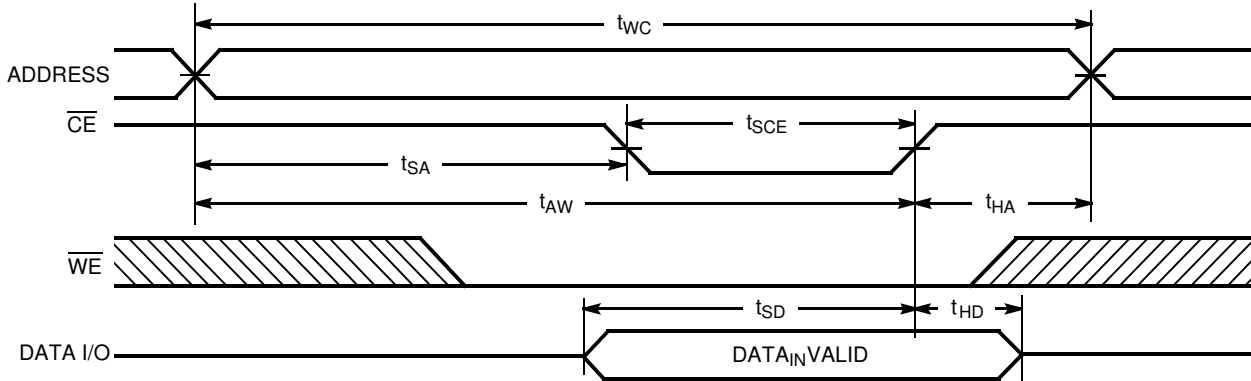 tWC
ADDRESS
CE
tSCE
tSA
tAW
tHA
WE
tSD
tHD
DATA I/O
DATAINVALID